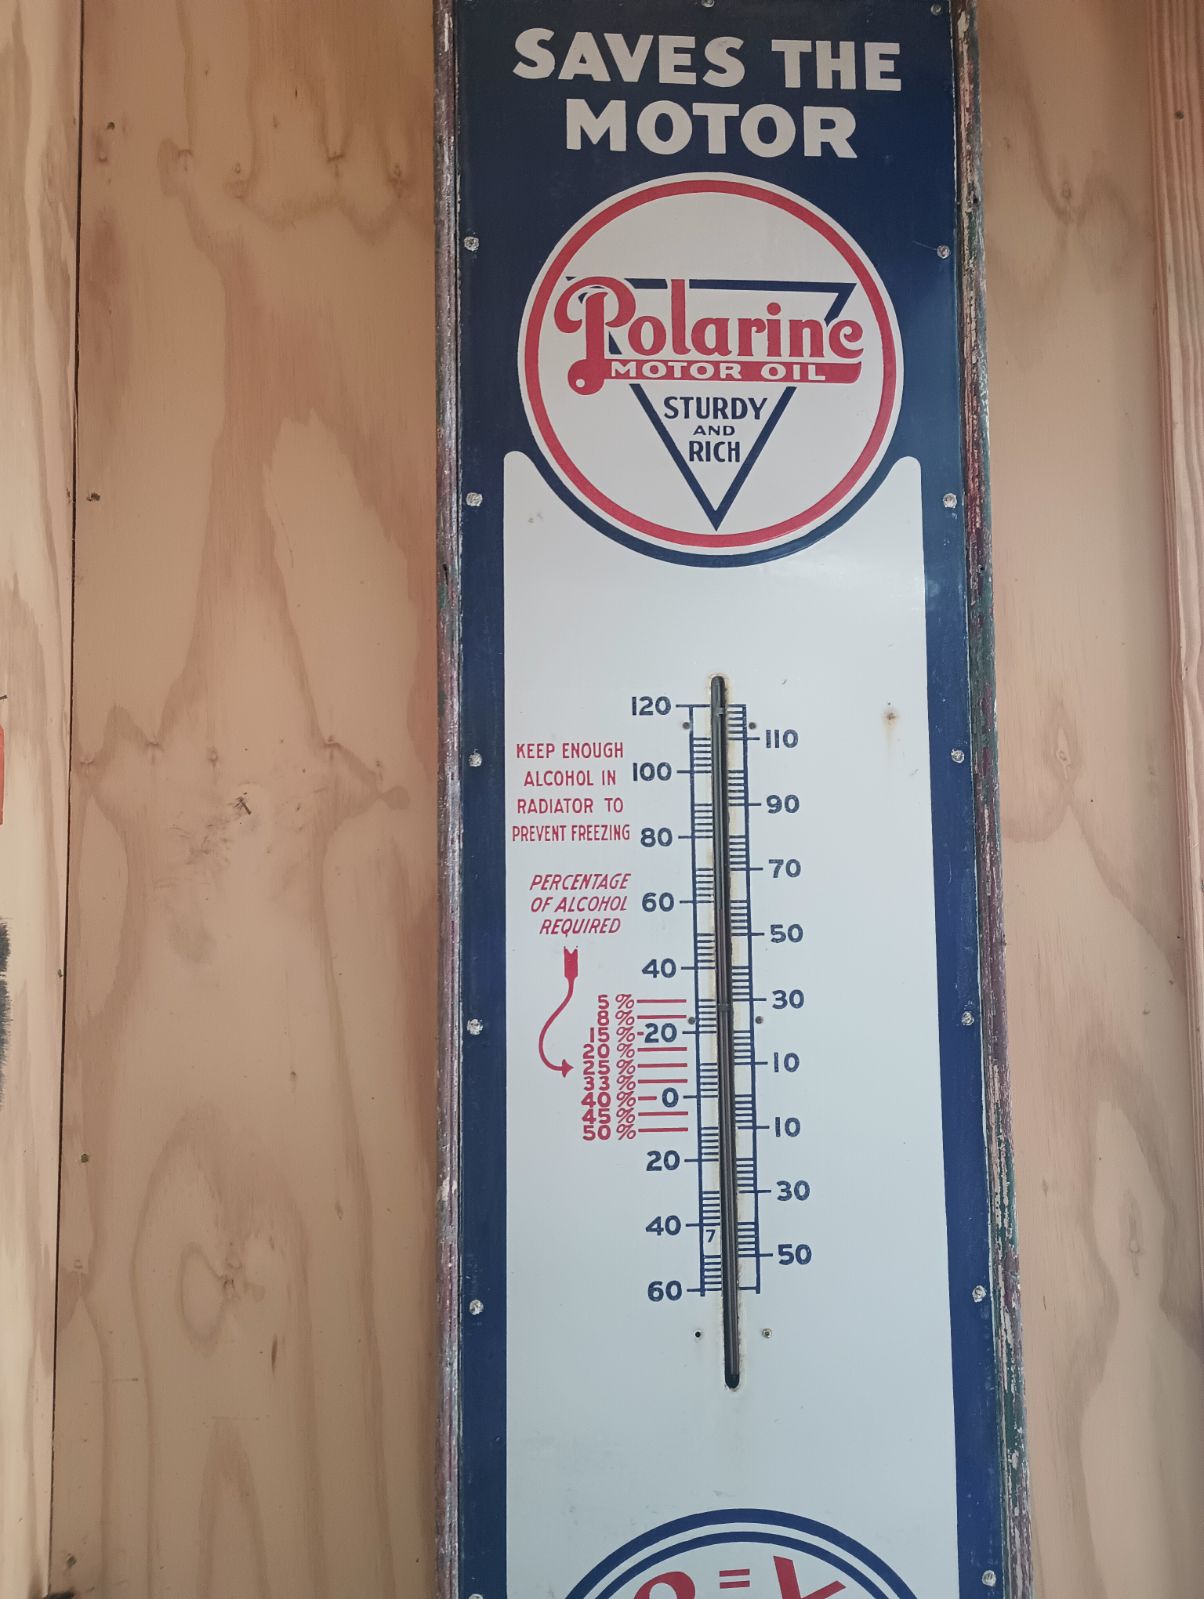 SAVES THE
MOTOR
Polarine
MOTOR OIL
STURDY
AND
RICH
KEEP ENOUGH
ALCOHOL IN
RADIATOR TO
PREVENT FREEZING
PERCENTAGE
OF ALCOHOL
REQUIRED
120
110
100
90
80
70
60
50
40
5% 30
8%
15% 20
20%
25% 10
33%
40% 0
45%
50% 10
20
30
40
7
50
60